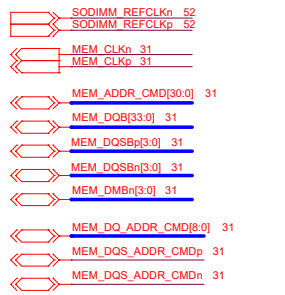 SODIMM_REFCLKn 52
SODIMM_REFCLKp 52
MEM_CLKn 31
MEM_CLKp 31
MEM_ADDR_CMD[30:0] 31
MEM_DQB[33:0] 31
MEM_DQSBp[3:0] 31
MEM_DQSBn[3:0] 31
MEM_DMBn[3:0] 31
MEM_DQ_ADDR_CMD[8:0] 31
MEM_DQS_ADDR_CMDp 31
MEM_DQS_ADDR_CMDn 31